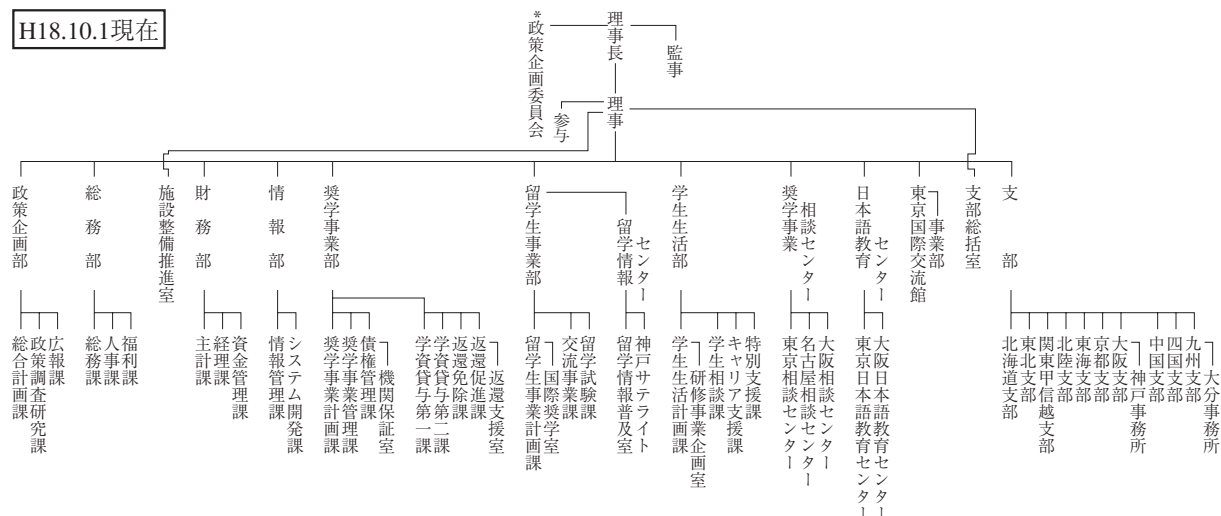 H18.10.1現在
理事長
*政策企画委員会
監事
理事
参与
政策企画部
総務部
施設整備推進室
財務部
情報部
奨学事業部
留学生事業部
留学情報センター
学生生活部
奨学事業相談センター
日本語教育センター
東京国際交流館
事業部
支部総括室
支部
総合計画課
政策調査研究課
広報課
総務課
人事課
福利課
主計課
経理課
資金管理課
情報管理課
システム開発課
奨学事業計画課
奨学事業管理課
債権管理課
機関保証室
学資貸与第一課
学資貸与第二課
返還免除課
返還促進課
返還支援室
留学生事業計画課
国際奨学室
交流事業課
留学試験課
留学情報普及室
神戸サテライト
学生生活計画課
研修事業企画室
学生相談課
キャリア支援課
特別支援課
東京相談センター
名古屋相談センター
大阪相談センター
東京日本語教育センター
大阪日本語教育センター
北海道支部
東北支部
関東甲信越支部
北陸支部
東海支部
京都支部
大阪支部
神戸事務所
中国支部
四国支部
九州支部
大分事務所